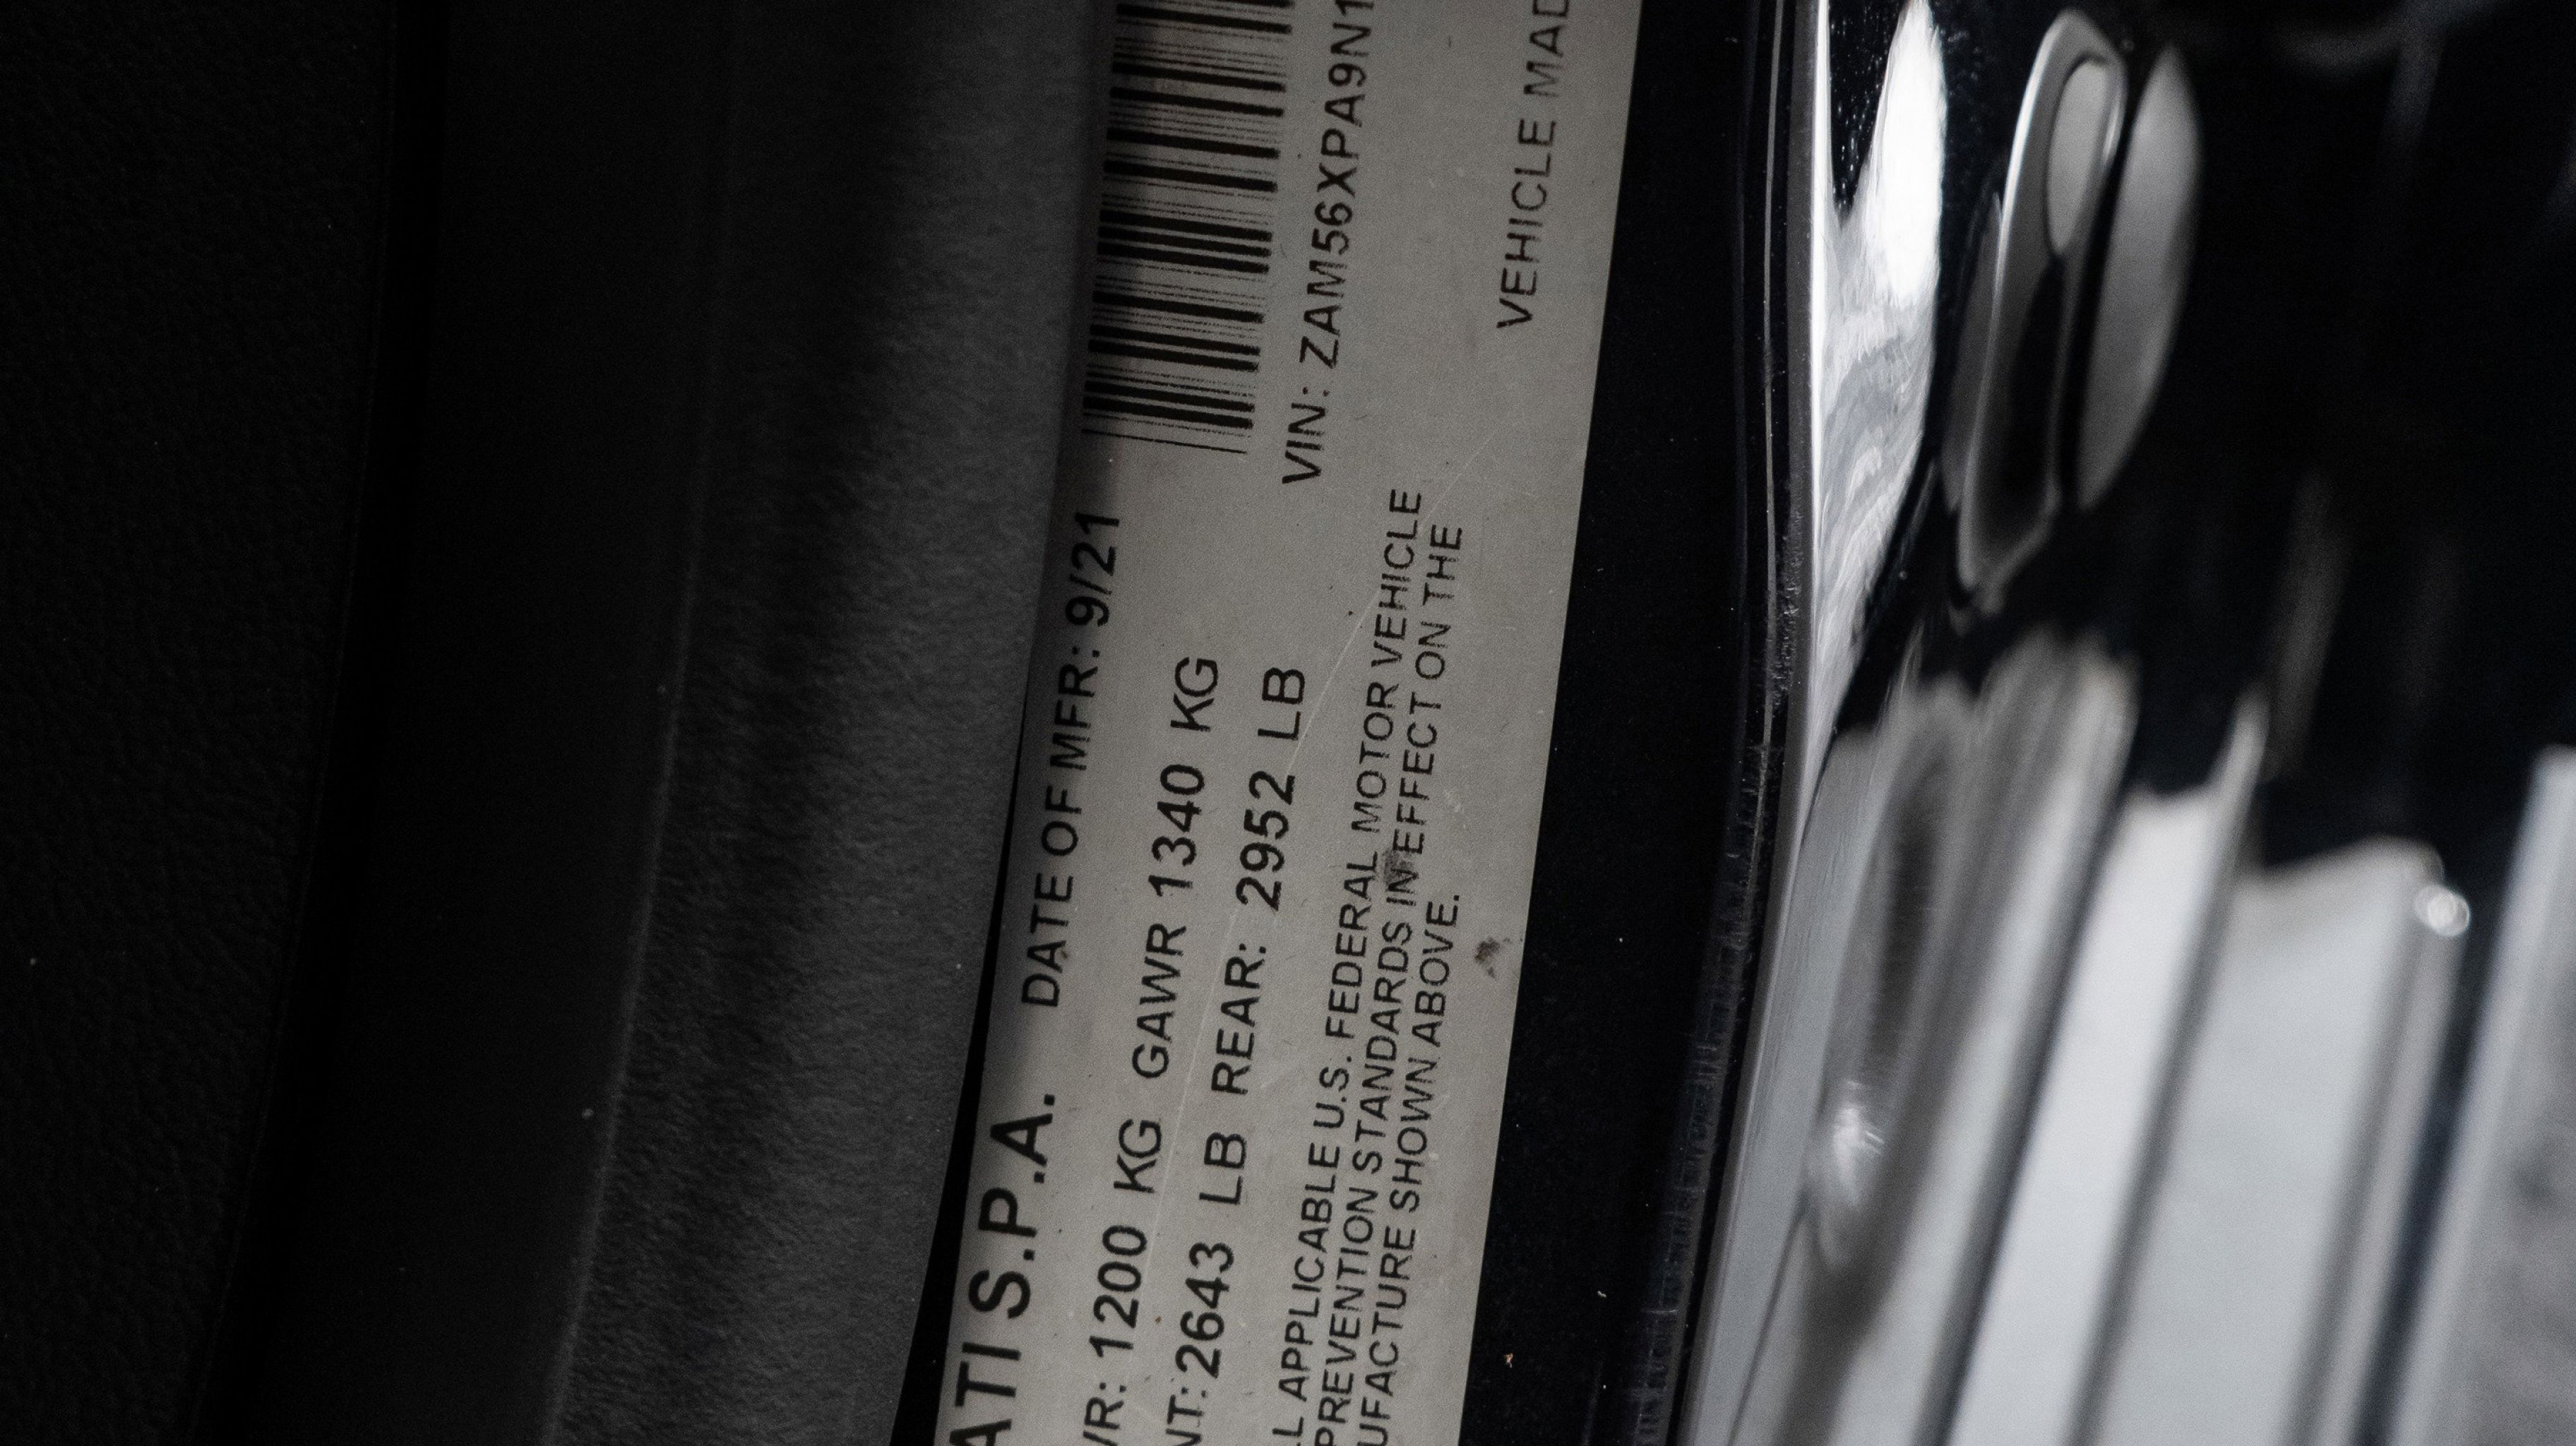 ATI S.P.A. DATE OF MFR: 9/21
VR: 1200 KG GAWR 1340 KG
NT: 2643 LB REAR: 2952 LB
VIN: ZAM56XPA9N1
L APPLICABLE U.S. FEDERAL MOTOR VEHICLE
PREVENTION STANDARDS IN EFFECT ON THE
UFACTURE SHOWN ABOVE.
VEHICLE MAD